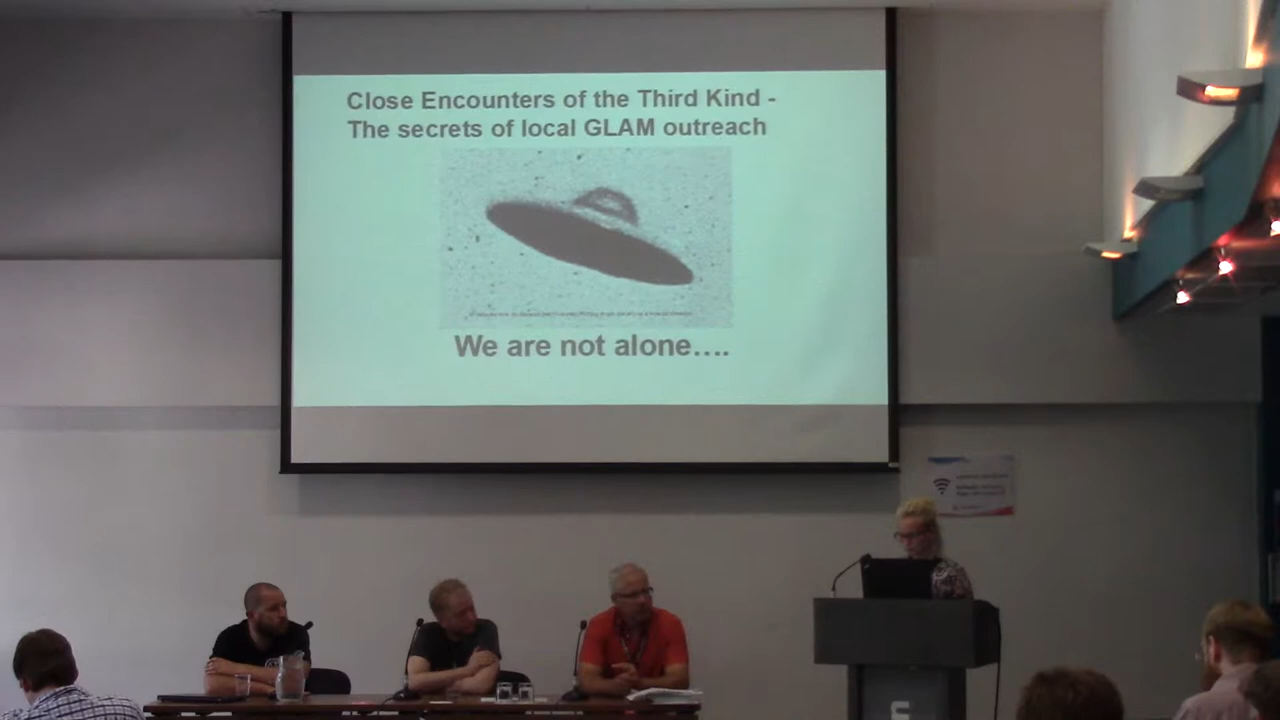 Close Encounters of the Third Kind -
The secrets of local GLAM outreach
We are not alone....